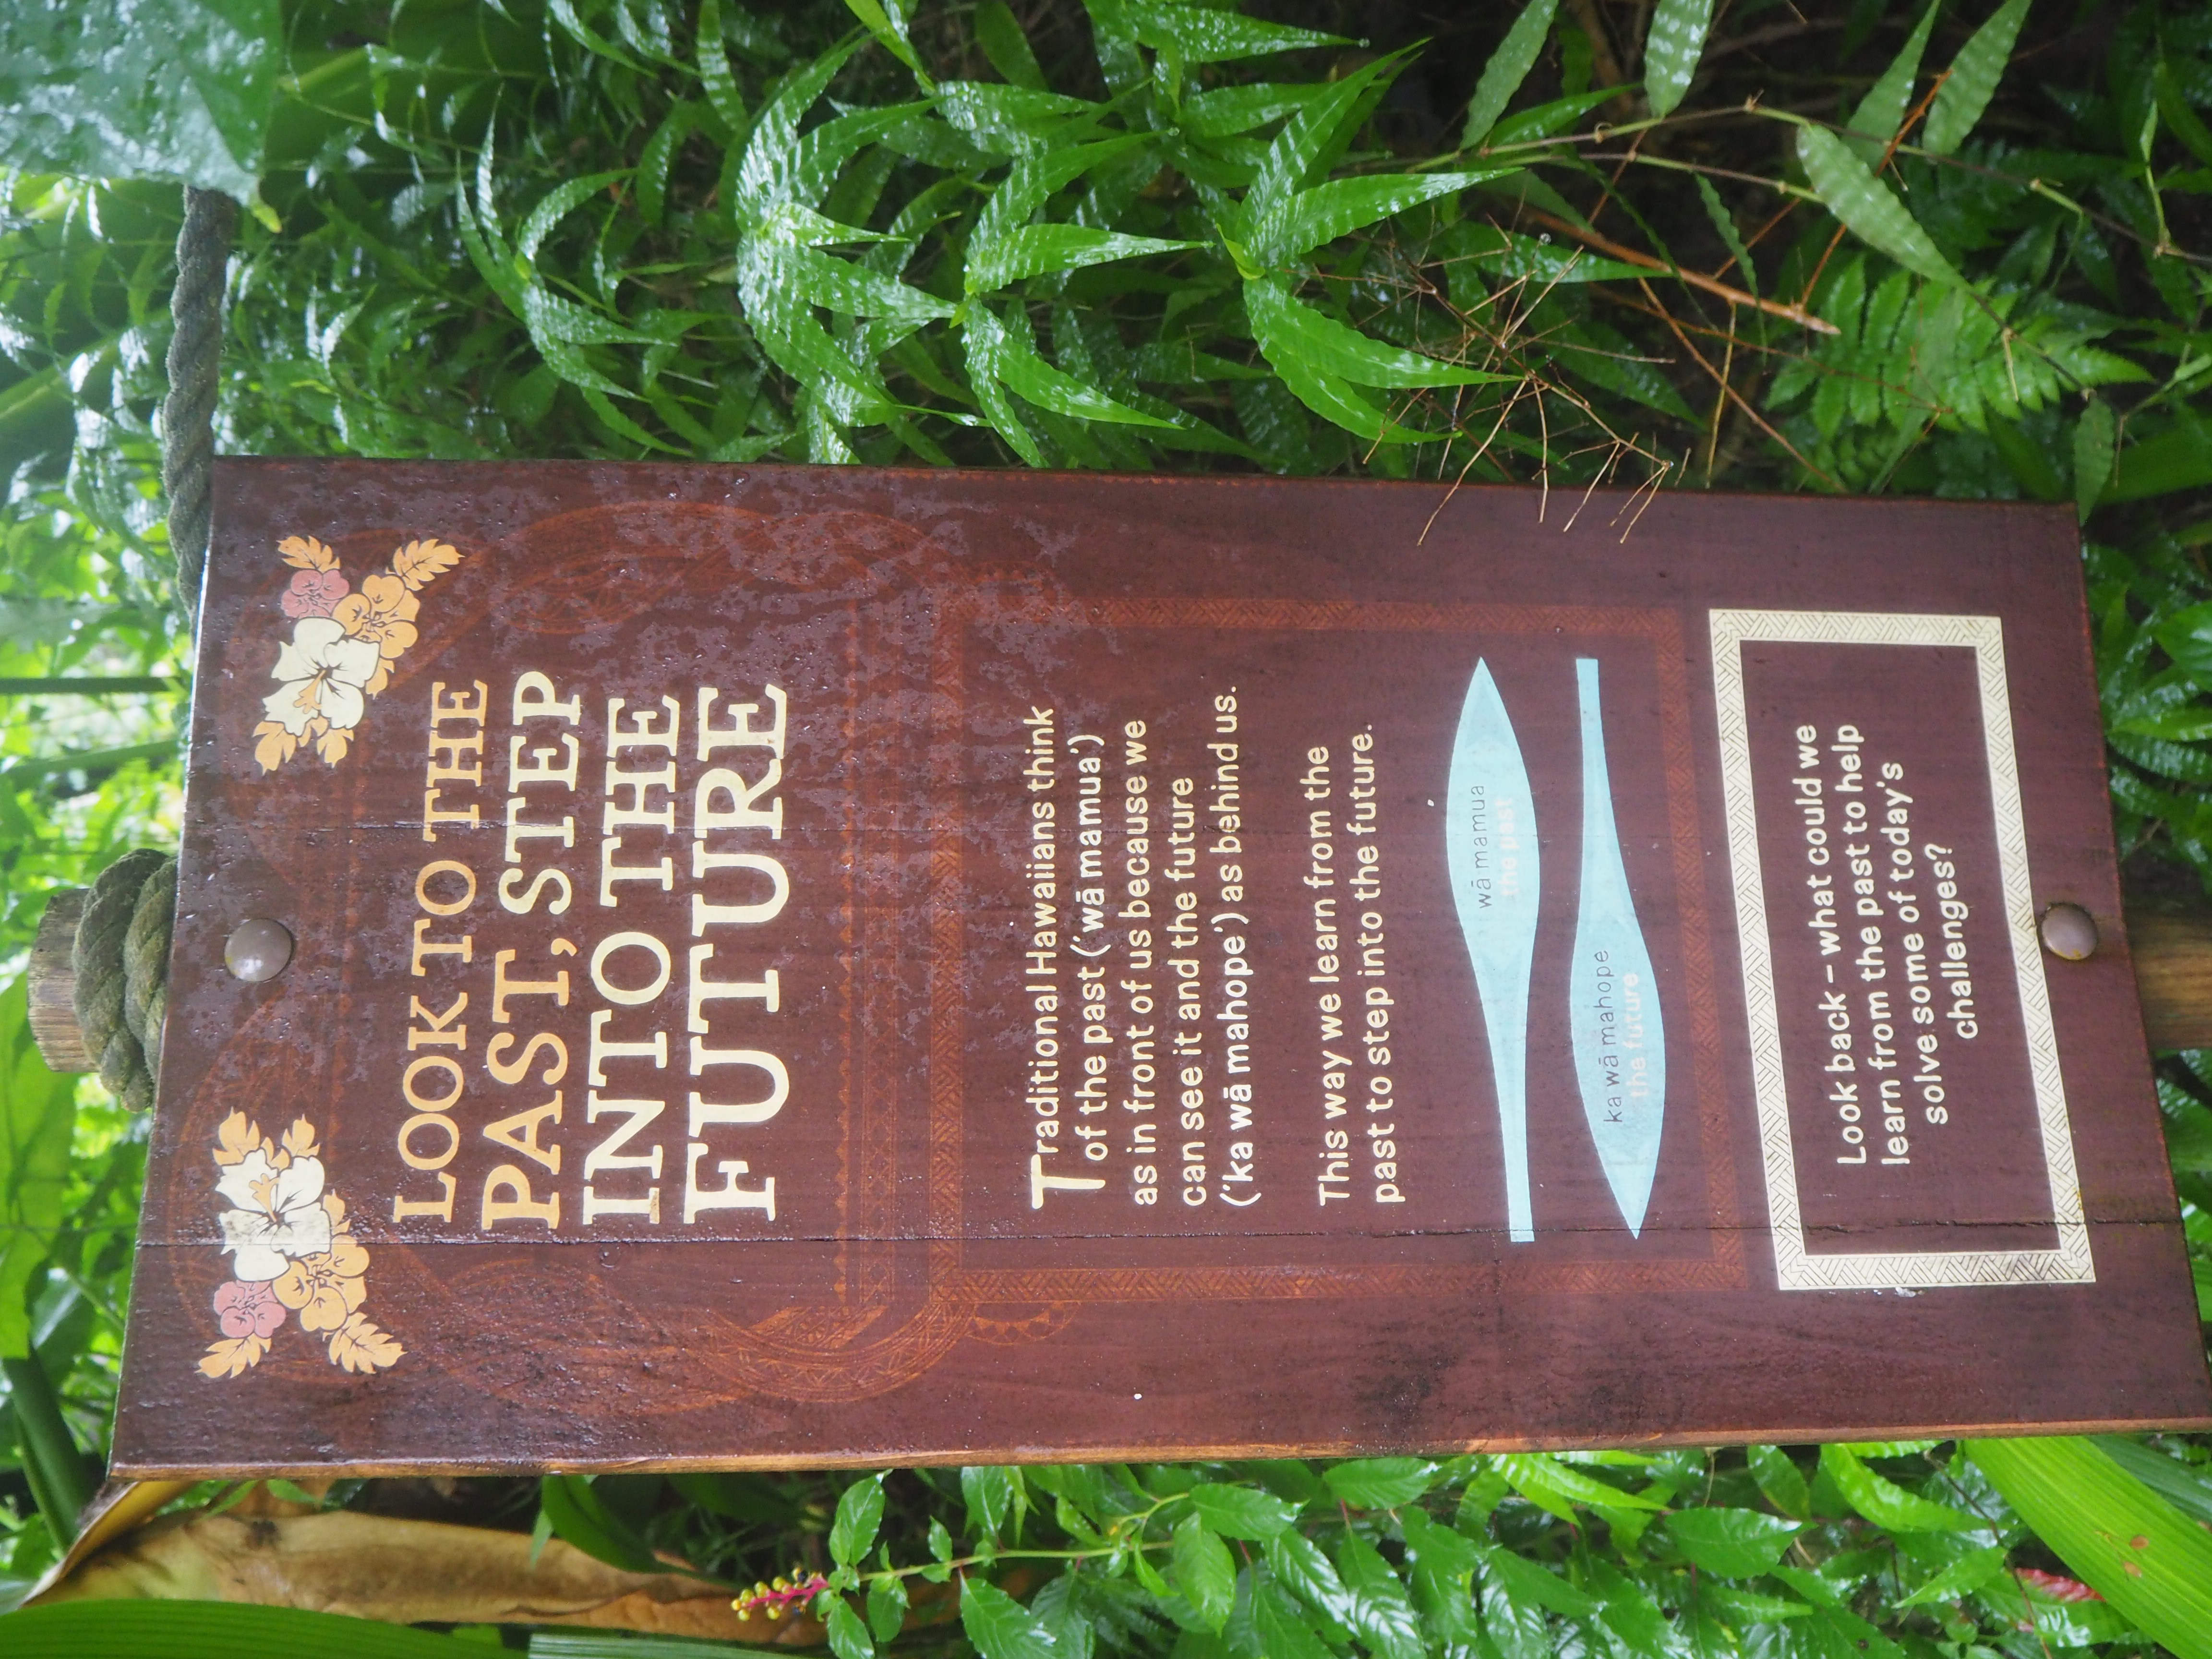 LOOK TO THE
PAST, STEP
INTO THE
FUTURE
Traditional Hawaiians think
of the past ('wā mamua')
as in front of us because we
can see it and the future
('ka wā mahope') as behind us.
This way we learn from the
past to step into the future.
wā mamua
the past
ka wā mahope
the future
Look back – what could we
learn from the past to help
solve some of today's
challenges?